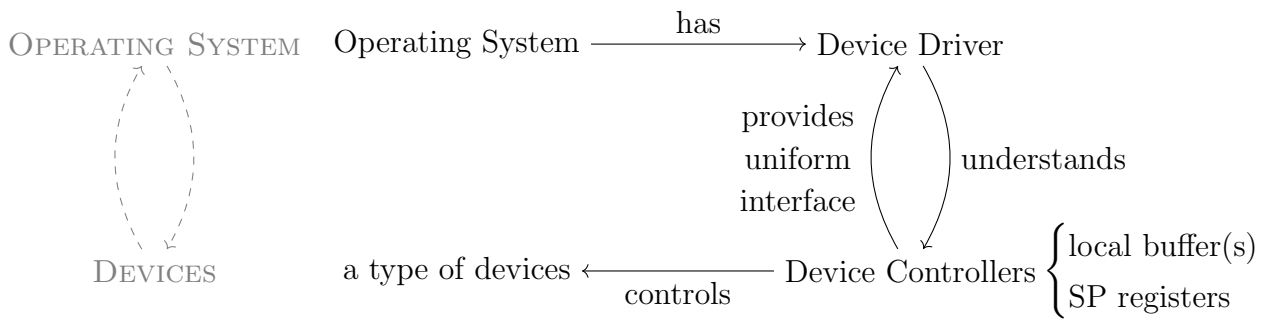 OPERATING SYSTEM
Operating System
has
Device Driver
provides
uniform
interface
understands
DEVICES
a type of devices
controls
Device Controllers
local buffer(s)
SP registers